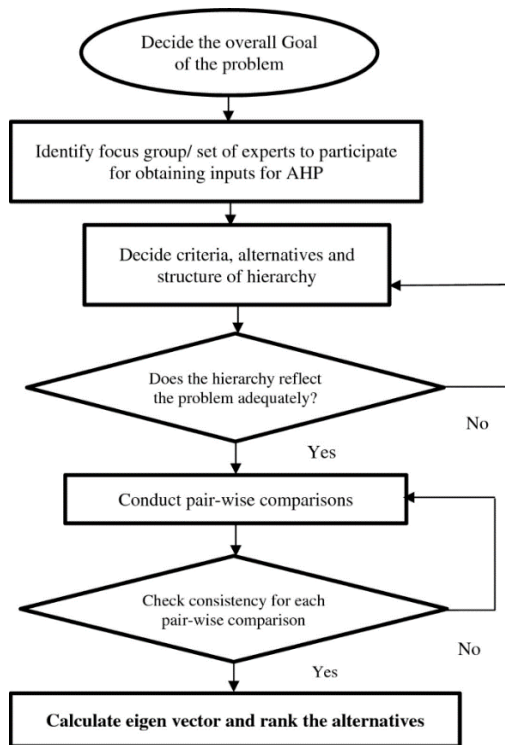 Decide the overall Goal
of the problem
Identify focus group/ set of experts to participate
for obtaining inputs for AHP
Decide criteria, alternatives and
structure of hierarchy
Does the hierarchy reflect
the problem adequately?
No
Yes
Conduct pair-wise comparisons
Check consistency for each
pair-wise comparison
No
Yes
Calculate eigen vector and rank the alternatives